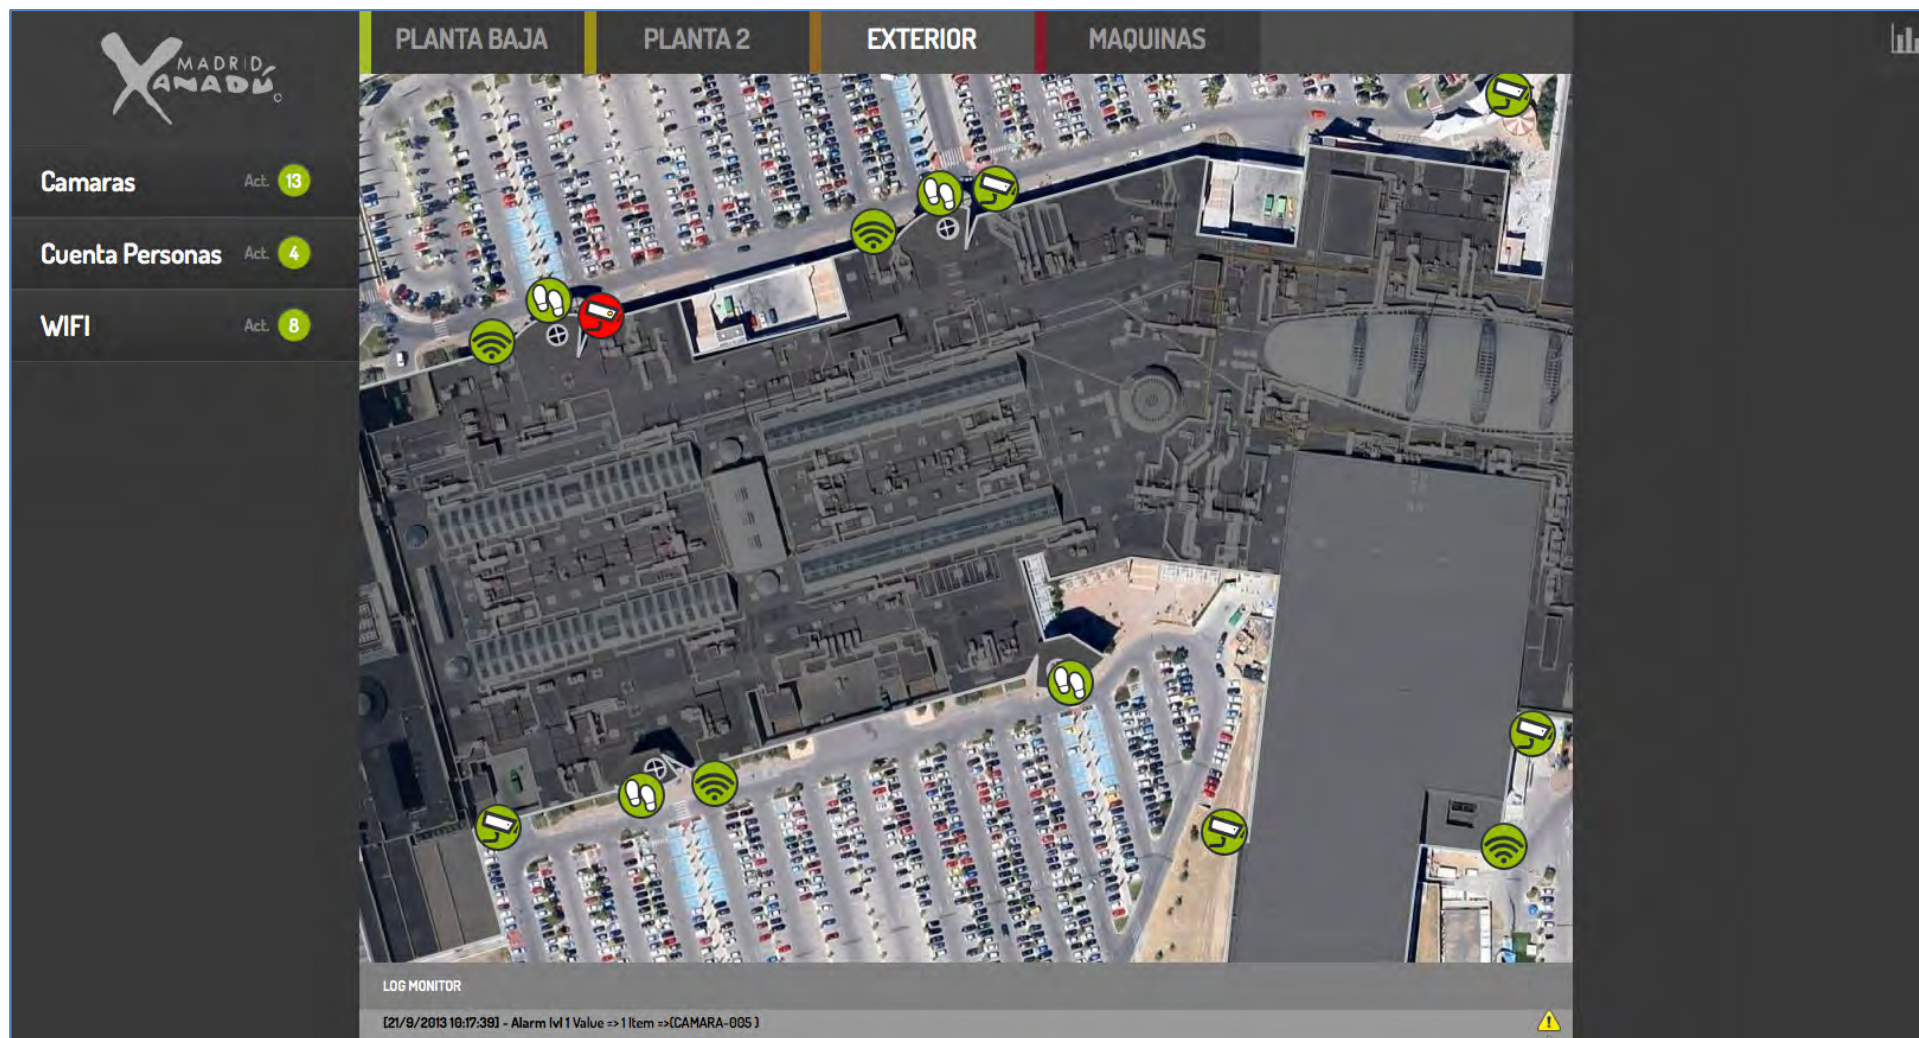 MADRID
XANADÚ
PLANTA BAJA
PLANTA 2
EXTERIOR
MAQUINAS
Camaras Act. 13
Cuenta Personas Act. 4
WIFI Act. 8
LOG MONITOR
[21/9/2013 10:17:39] - Alarm lvl 1 Value => 1 Item =>(CAMARA-005 )